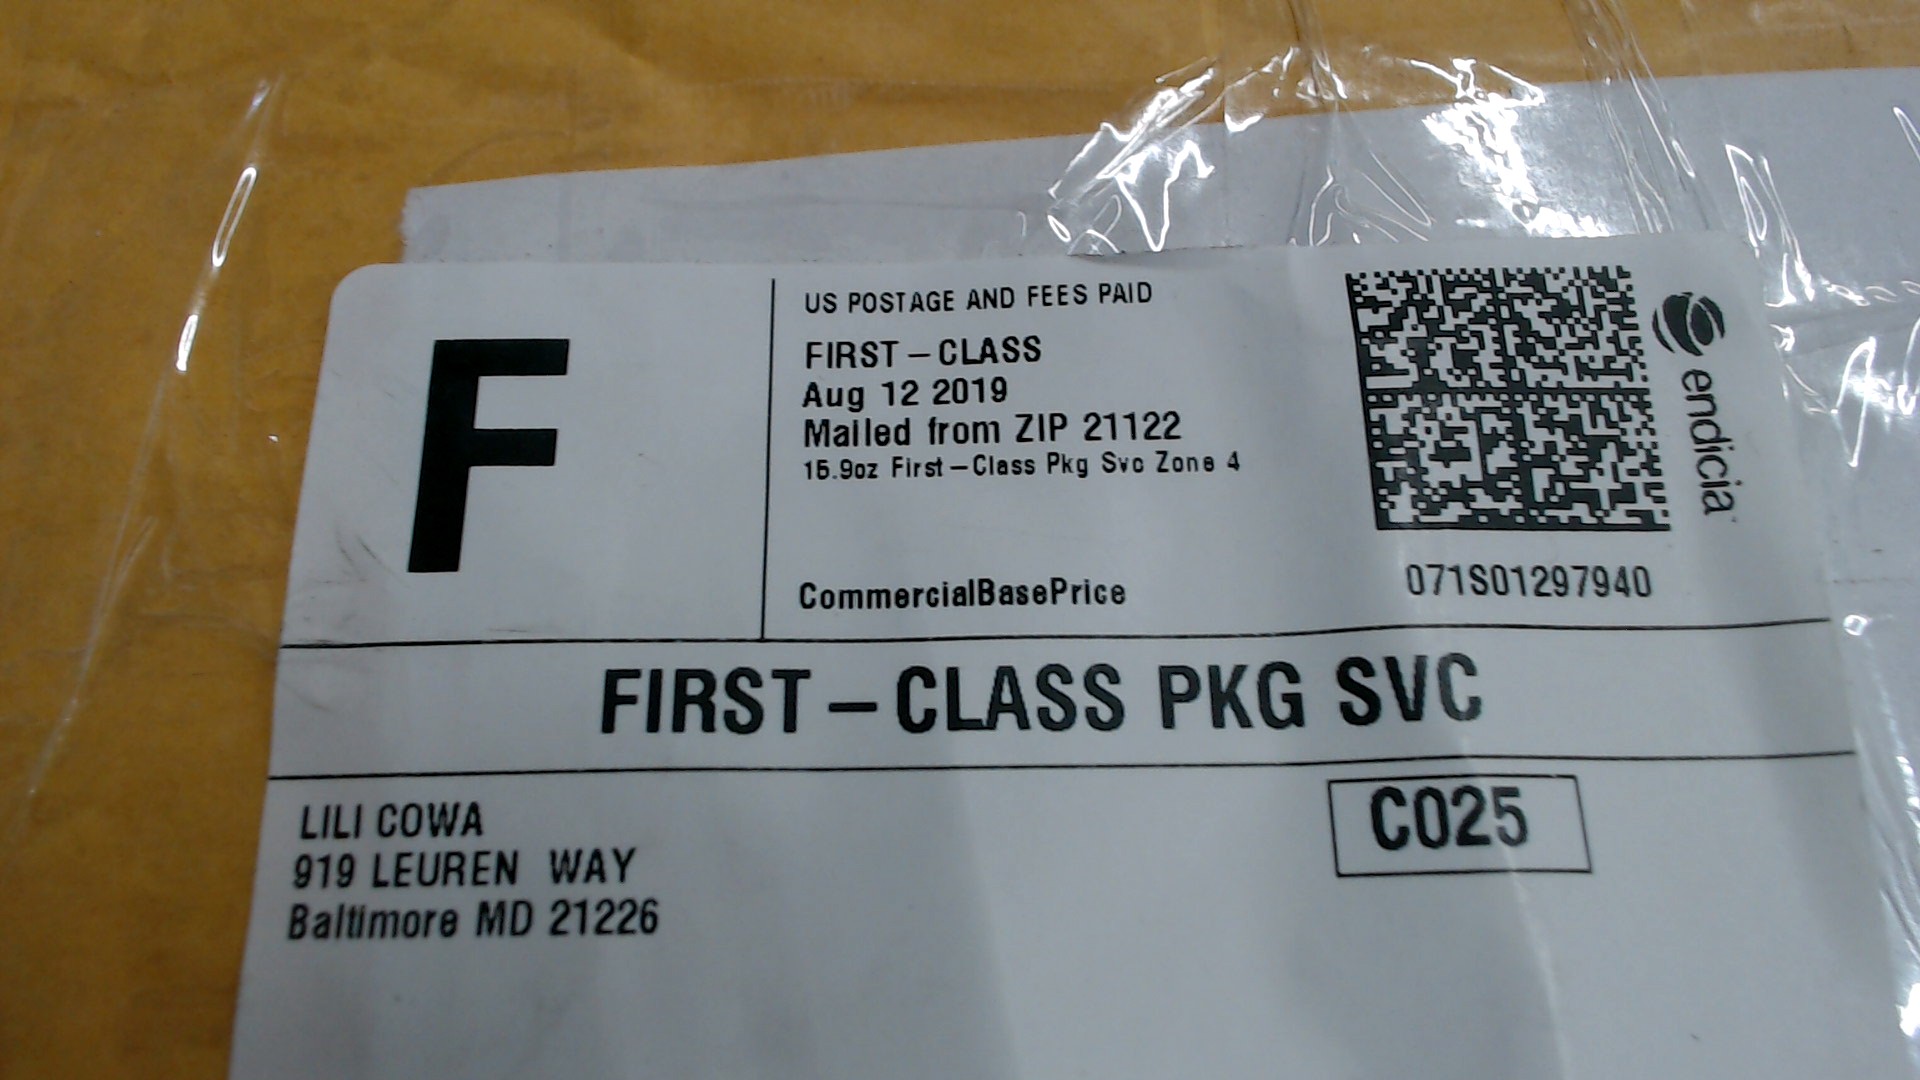 F
US POSTAGE AND FEES PAID
FIRST-CLASS
Aug 12 2019
Mailed from ZIP 21122
15.9oz First-Class Pkg Svc Zone 4
CommercialBasePrice
endicia
071S01297940
FIRST-CLASS PKG SVC
LILI COWA
919 LEUREN WAY
Baltimore MD 21226
C025